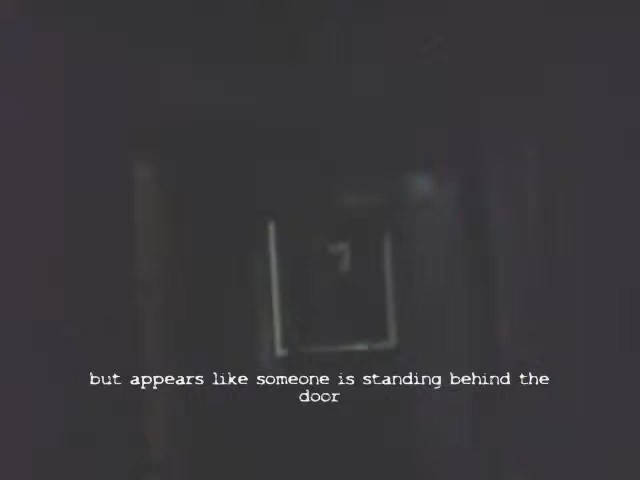 but appears like someone is standing behind the
door